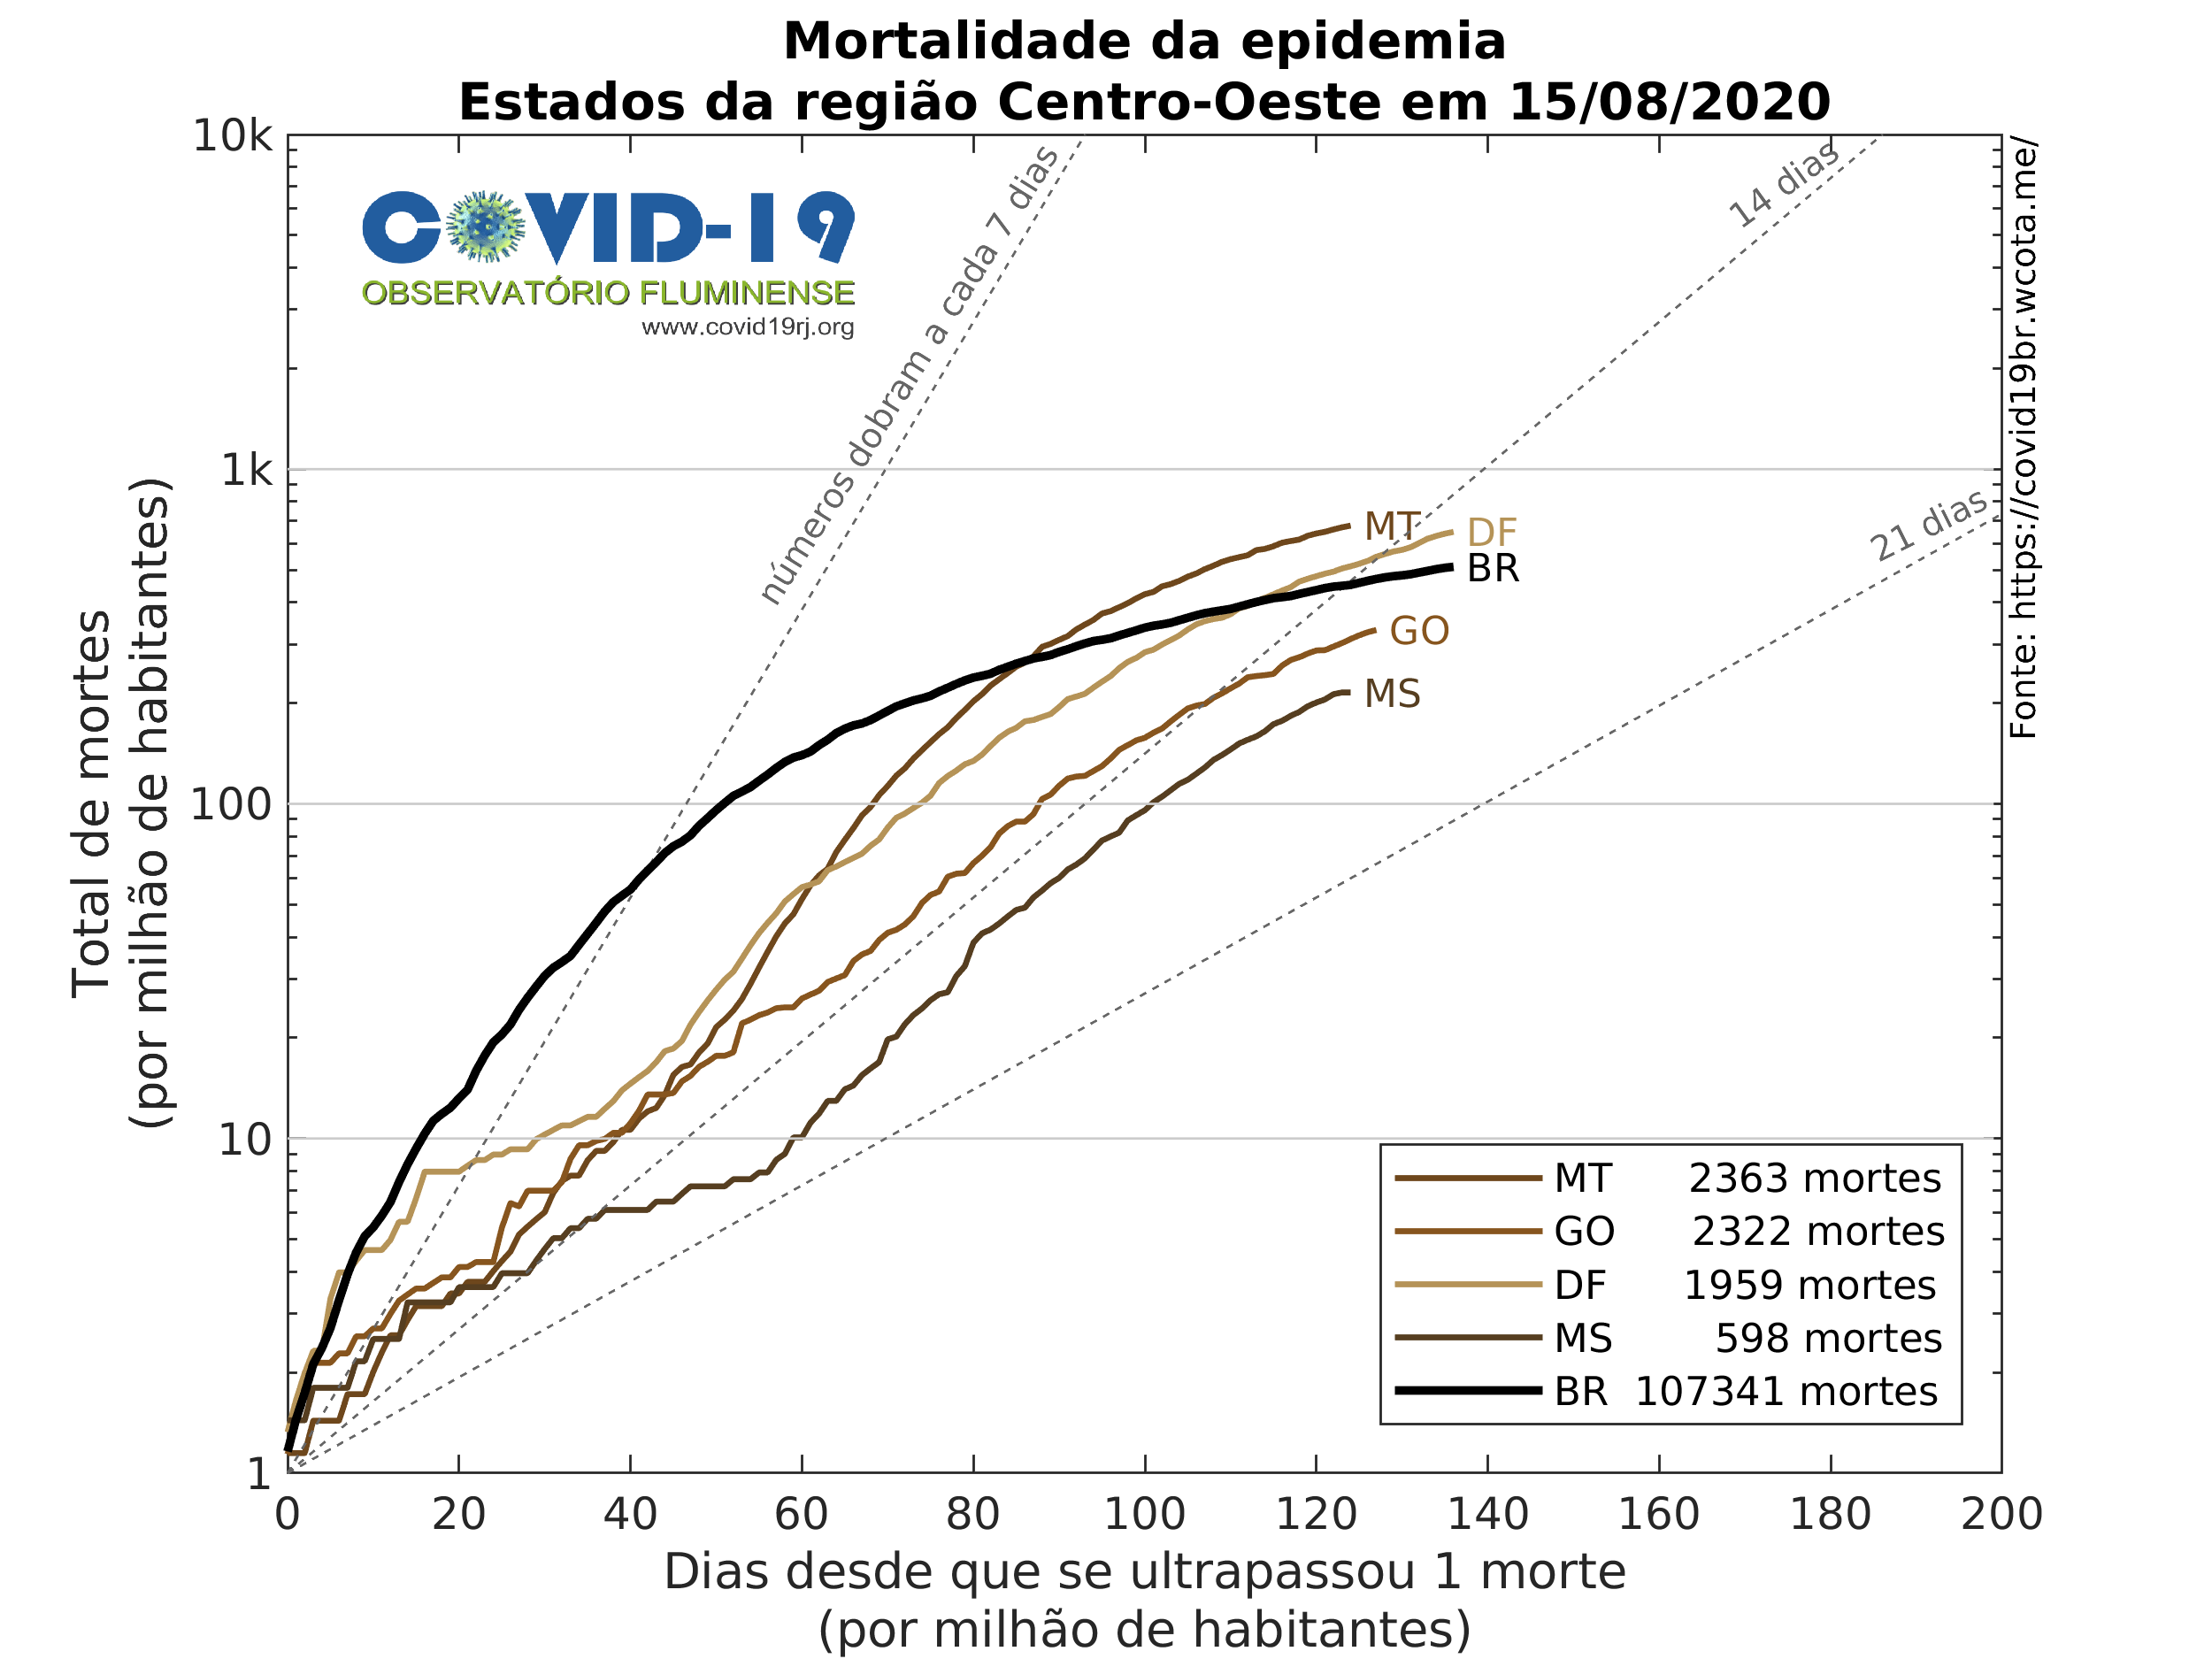 Mortalidade da epidemia
Estados da região Centro-Oeste em 15/08/2020
COVID-19
OBSERVATÓRIO FLUMINENSE
www.covid19rj.org
números dobram a cada 7 dias
14 dias
21 dias
Fonte: https://covid19br.wcota.me/
Total de mortes
(por milhão de habitantes)
10k
1k
100
10
1
MT
DF
BR
GO
MS
MT 2363 mortes
GO 2322 mortes
DF 1959 mortes
MS 598 mortes
BR 107341 mortes
0 20 40 60 80 100 120 140 160 180 200
Dias desde que se ultrapassou 1 morte
(por milhão de habitantes)